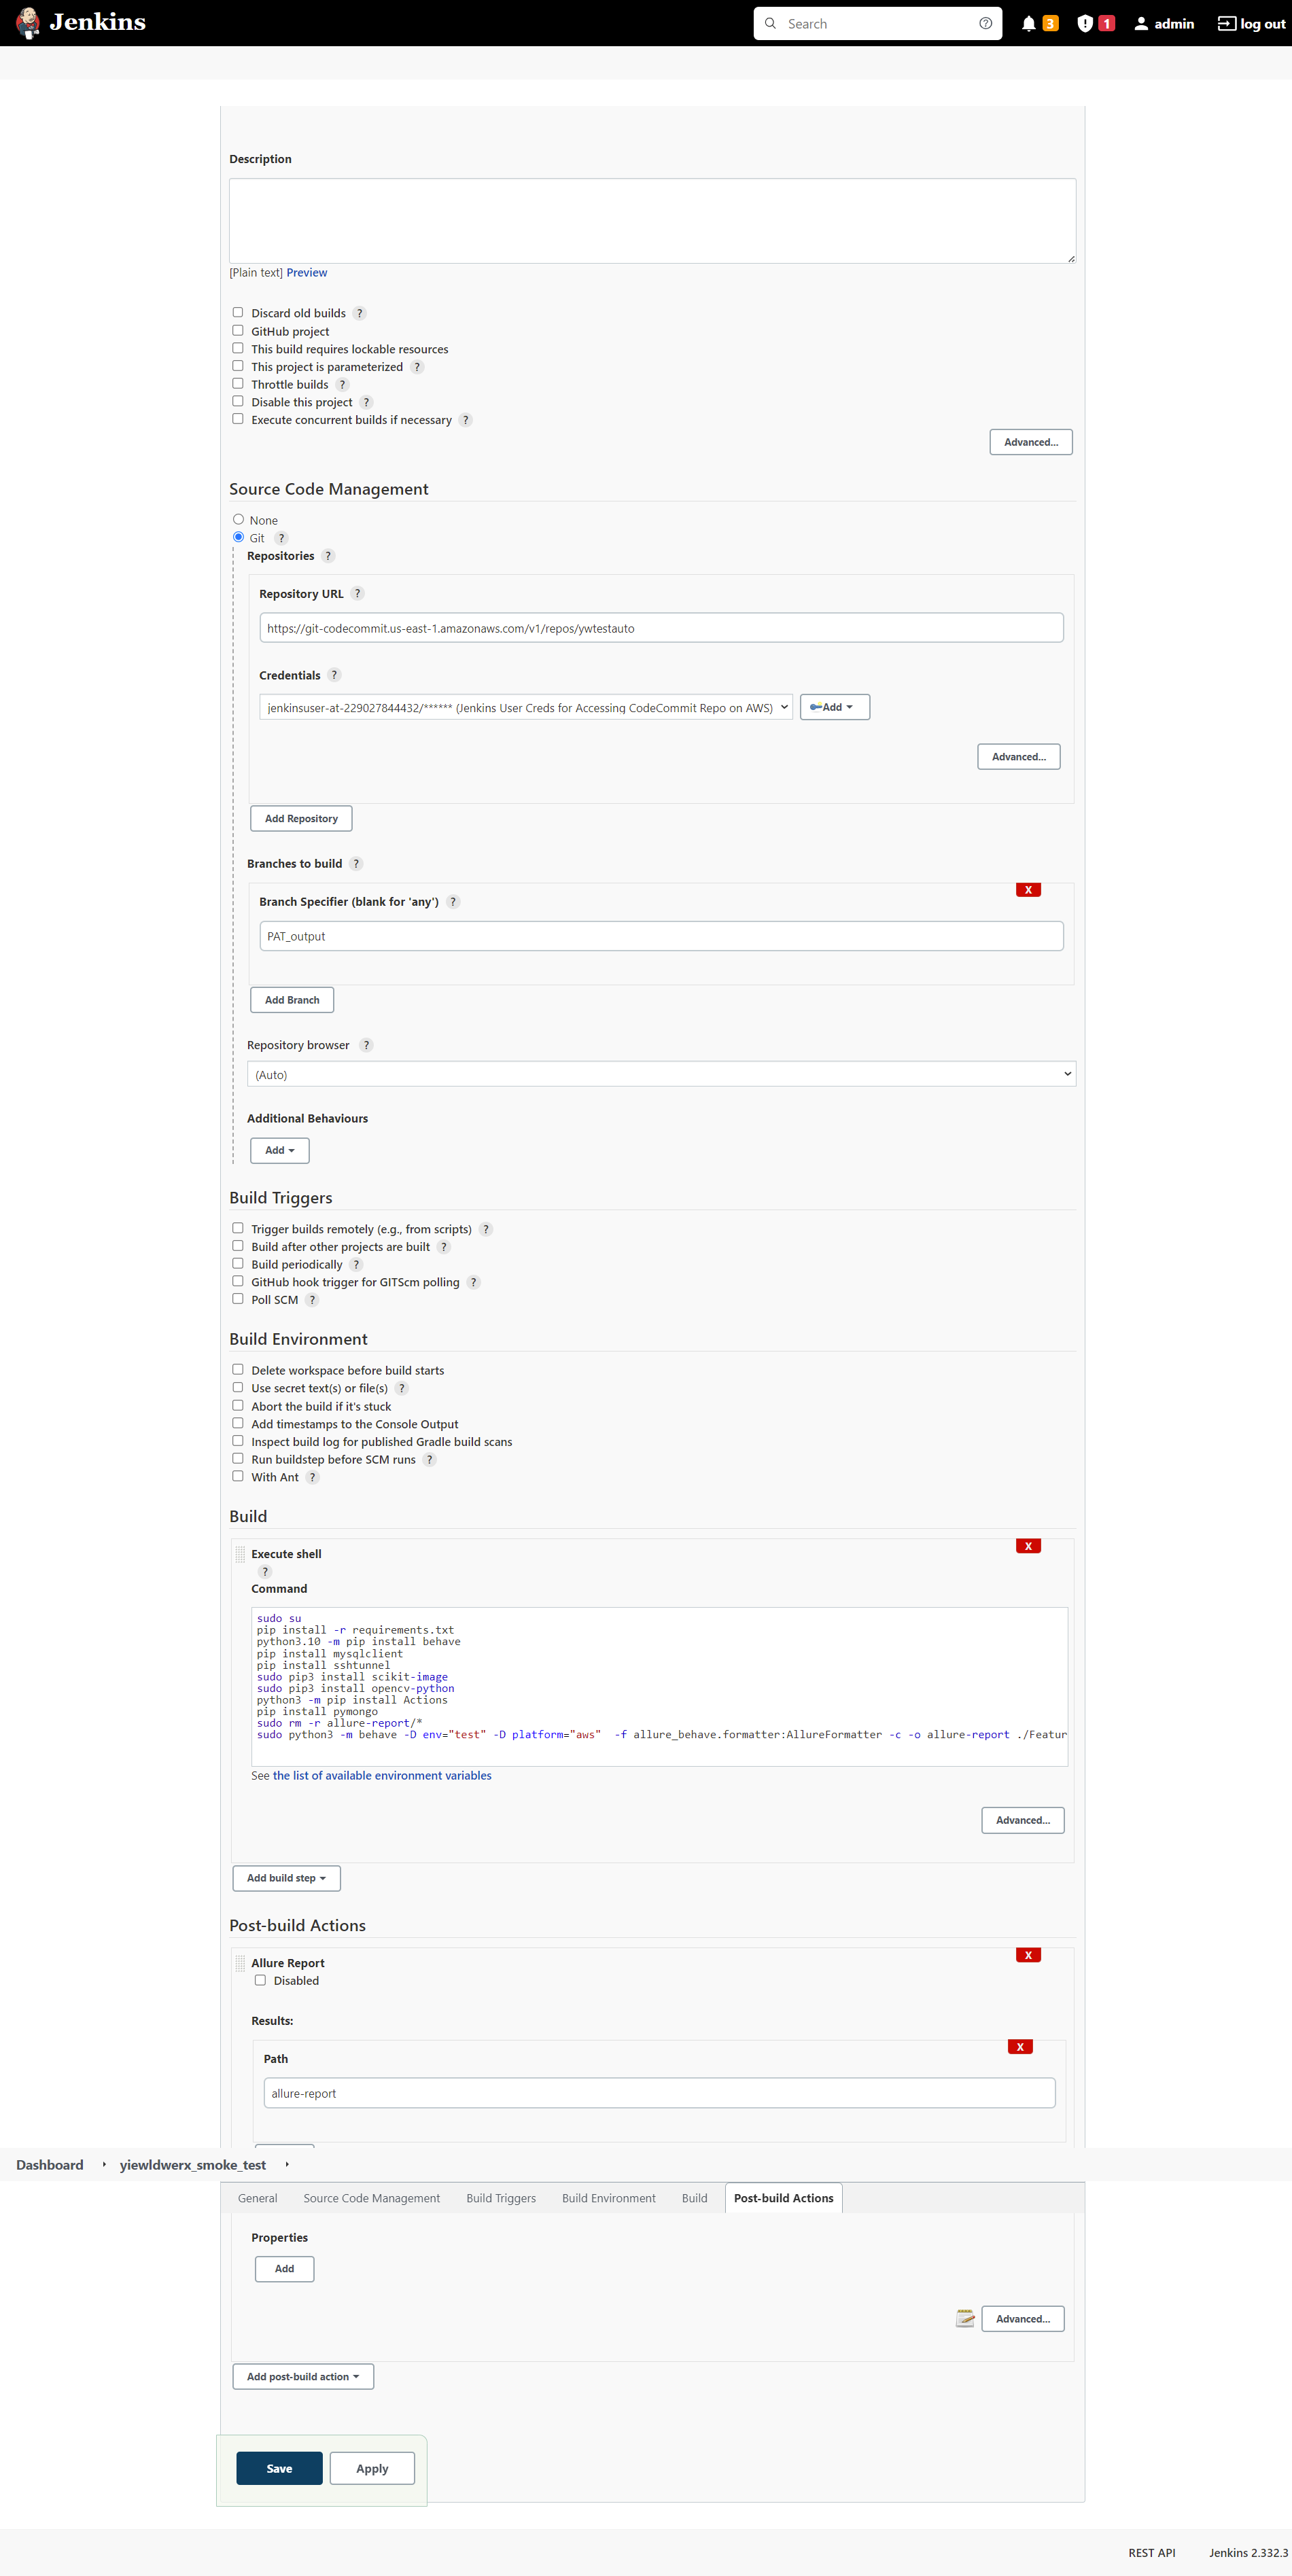 Jenkins
Search
3
1
admin
log out
Description
[Plain text] Preview
Discard old builds ?
GitHub project
This build requires lockable resources
This project is parameterized ?
Throttle builds ?
Disable this project ?
Execute concurrent builds if necessary ?
Advanced...
Source Code Management
None
Git ?
Repositories ?
Repository URL ?
https://git-codecommit.us-east-1.amazonaws.com/v1/repos/ywtestauto
Credentials ?
jenkinsuser-at-229027844432/****** (Jenkins User Creds for Accessing CodeCommit Repo on AWS)
Add
Advanced...
Add Repository
Branches to build ?
X
Branch Specifier (blank for 'any') ?
PAT_output
Add Branch
Repository browser ?
(Auto)
Additional Behaviours
Add
Build Triggers
Trigger builds remotely (e.g., from scripts) ?
Build after other projects are built ?
Build periodically ?
GitHub hook trigger for GITScm polling ?
Poll SCM ?
Build Environment
Delete workspace before build starts
Use secret text(s) or file(s) ?
Abort the build if it's stuck
Add timestamps to the Console Output
Inspect build log for published Gradle build scans
Run buildstep before SCM runs ?
With Ant ?
Build
X
Execute shell
?
Command
sudo su
pip install -r requirements.txt
python3.10 -m pip install behave
pip install mysqlclient
pip install sshtunnel
sudo pip3 install scikit-image
sudo pip3 install opencv-python
python3 -m pip install Actions
pip install pymongo
sudo rm -r allure-report/*
sudo python3 -m behave -D env="test" -D platform="aws"  -f allure_behave.formatter:AllureFormatter -c -o allure-report ./Featur
See the list of available environment variables
Advanced...
Add build step
Post-build Actions
X
Allure Report
Disabled
Results:
X
Path
allure-report
Dashboard
yiewldwerx_smoke_test
General
Source Code Management
Build Triggers
Build Environment
Build
Post-build Actions
Properties
Add
Advanced...
Add post-build action
Save
Apply
REST API
Jenkins 2.332.3